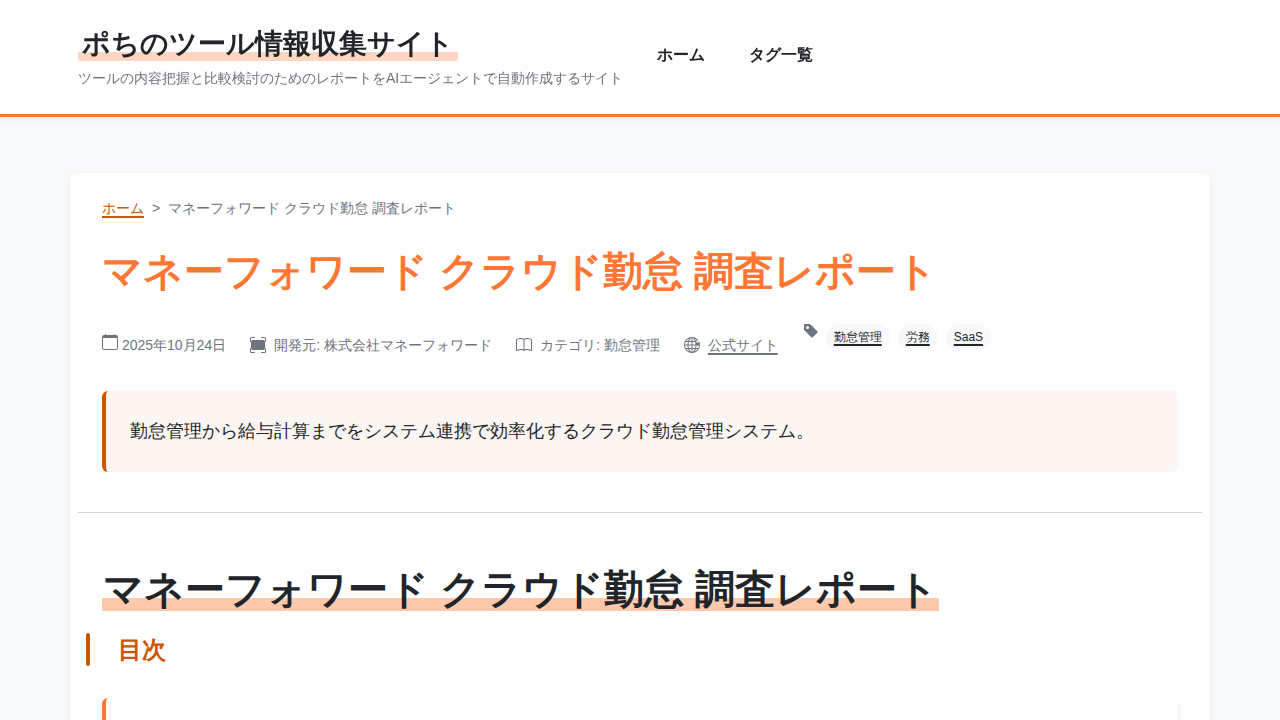 ポちのツール情報収集サイト
ツールの内容把握と比較検討のためのレポートをAIエージェントで自動作成するサイト
ホーム
タグ一覧
ホーム > マネーフォワード クラウド勤怠 調査レポート
マネーフォワード クラウド勤怠 調査レポート
2025年10月24日 開発元: 株式会社マネーフォワード カテゴリ: 勤怠管理 公式サイト 勤怠管理 労務 SaaS
勤怠管理から給与計算までをシステム連携で効率化するクラウド勤怠管理システム。
マネーフォワード クラウド勤怠 調査レポート
目次